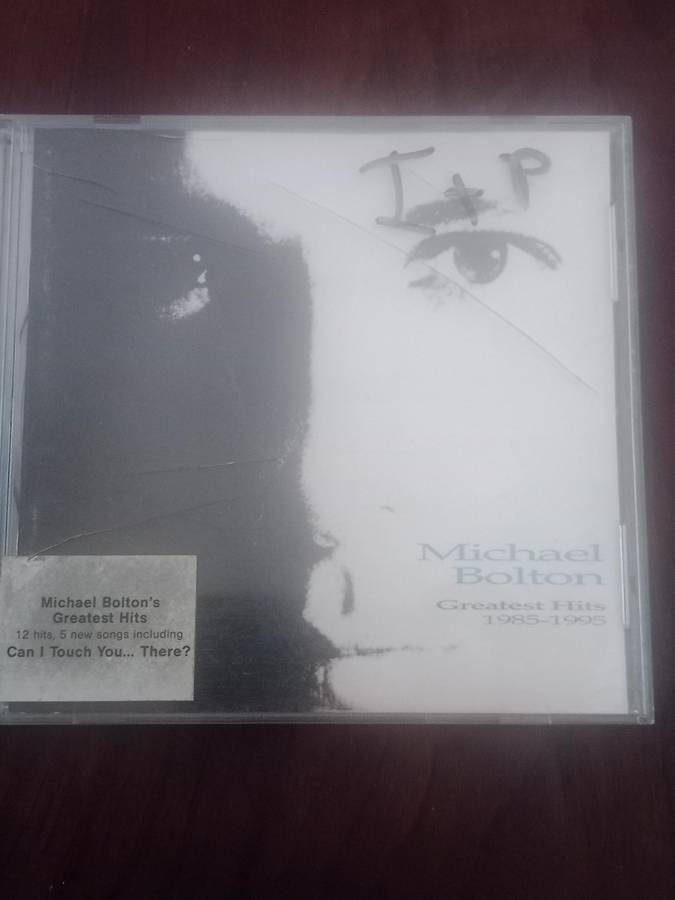 I + P
Michael
Bolton
Greatest Hits
1985-1995
Michael Bolton's
Greatest Hits
12 hits, 5 new songs including
Can I Touch You... There?